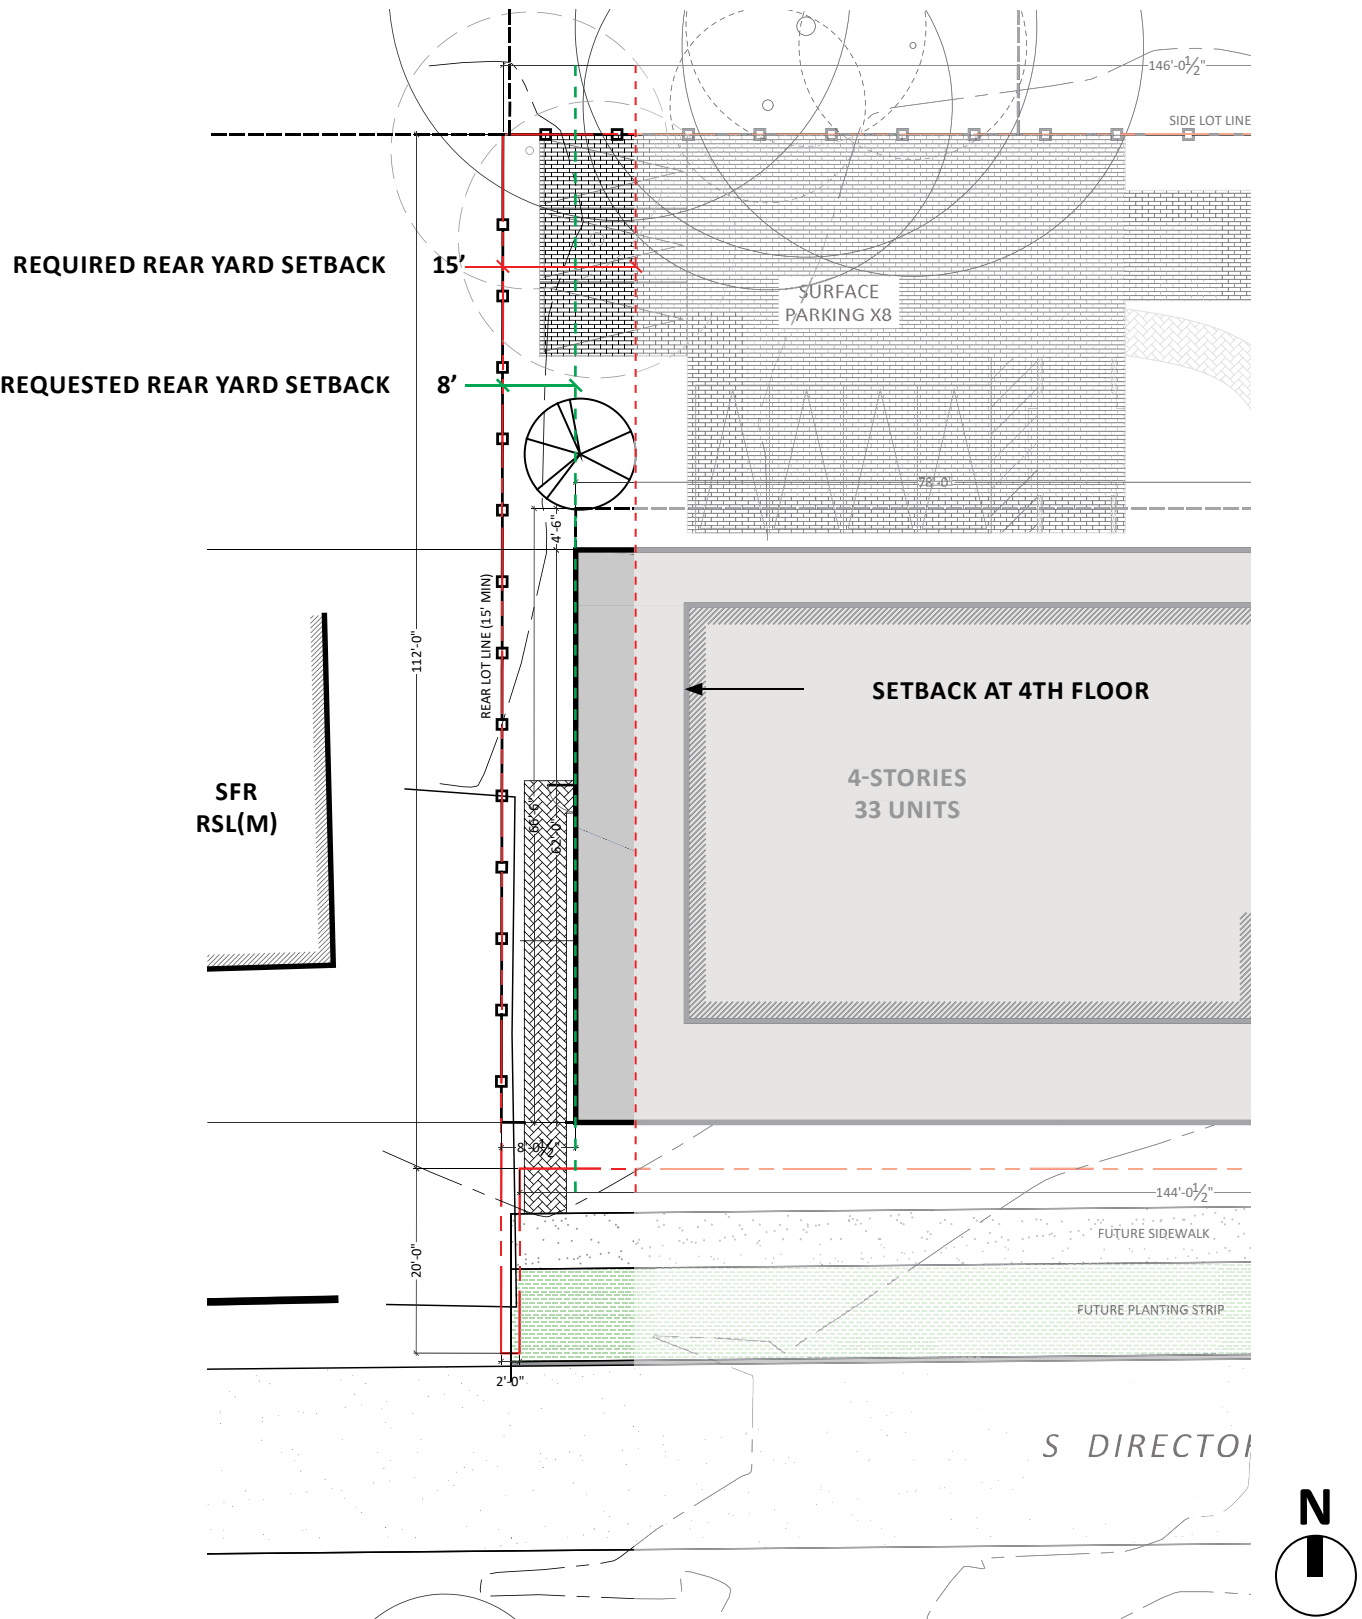 146'-0½"
SIDE LOT LINE
REQUIRED REAR YARD SETBACK 15'
SURFACE
PARKING X8
REQUESTED REAR YARD SETBACK 8'
78'-0"
4'-6"
REAR LOT LINE (15' MIN)
112'-0"
SETBACK AT 4TH FLOOR
4-STORIES
33 UNITS
SFR
RSL(M)
66'-6"
62'-0"
8'-0½"
144'-0½"
FUTURE SIDEWALK
20'-0"
FUTURE PLANTING STRIP
2'-0"
S DIRECTOR
N